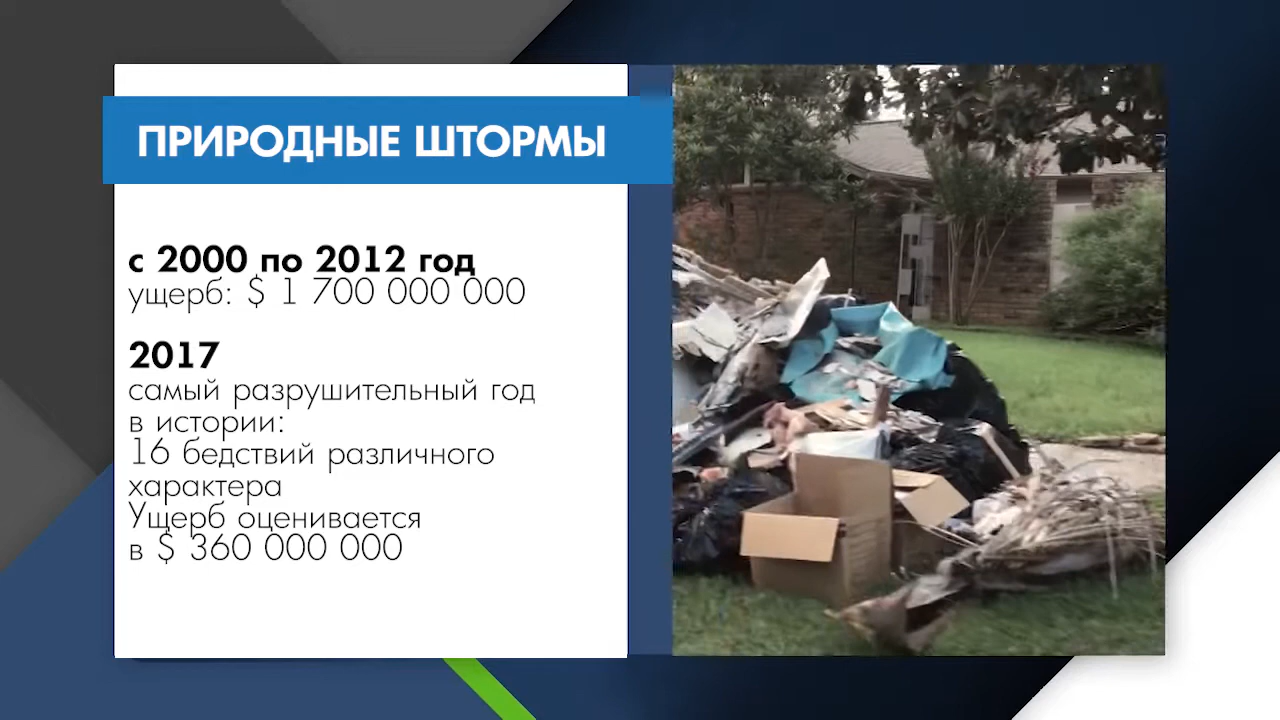 ПРИРОДНЫЕ ШТОРМЫ
с 2000 по 2012 год
ущерб: $ 1 700 000 000
2017
самый разрушительный год
в истории:
16 бедствий различного
характера
Ущерб оценивается
в $ 360 000 000